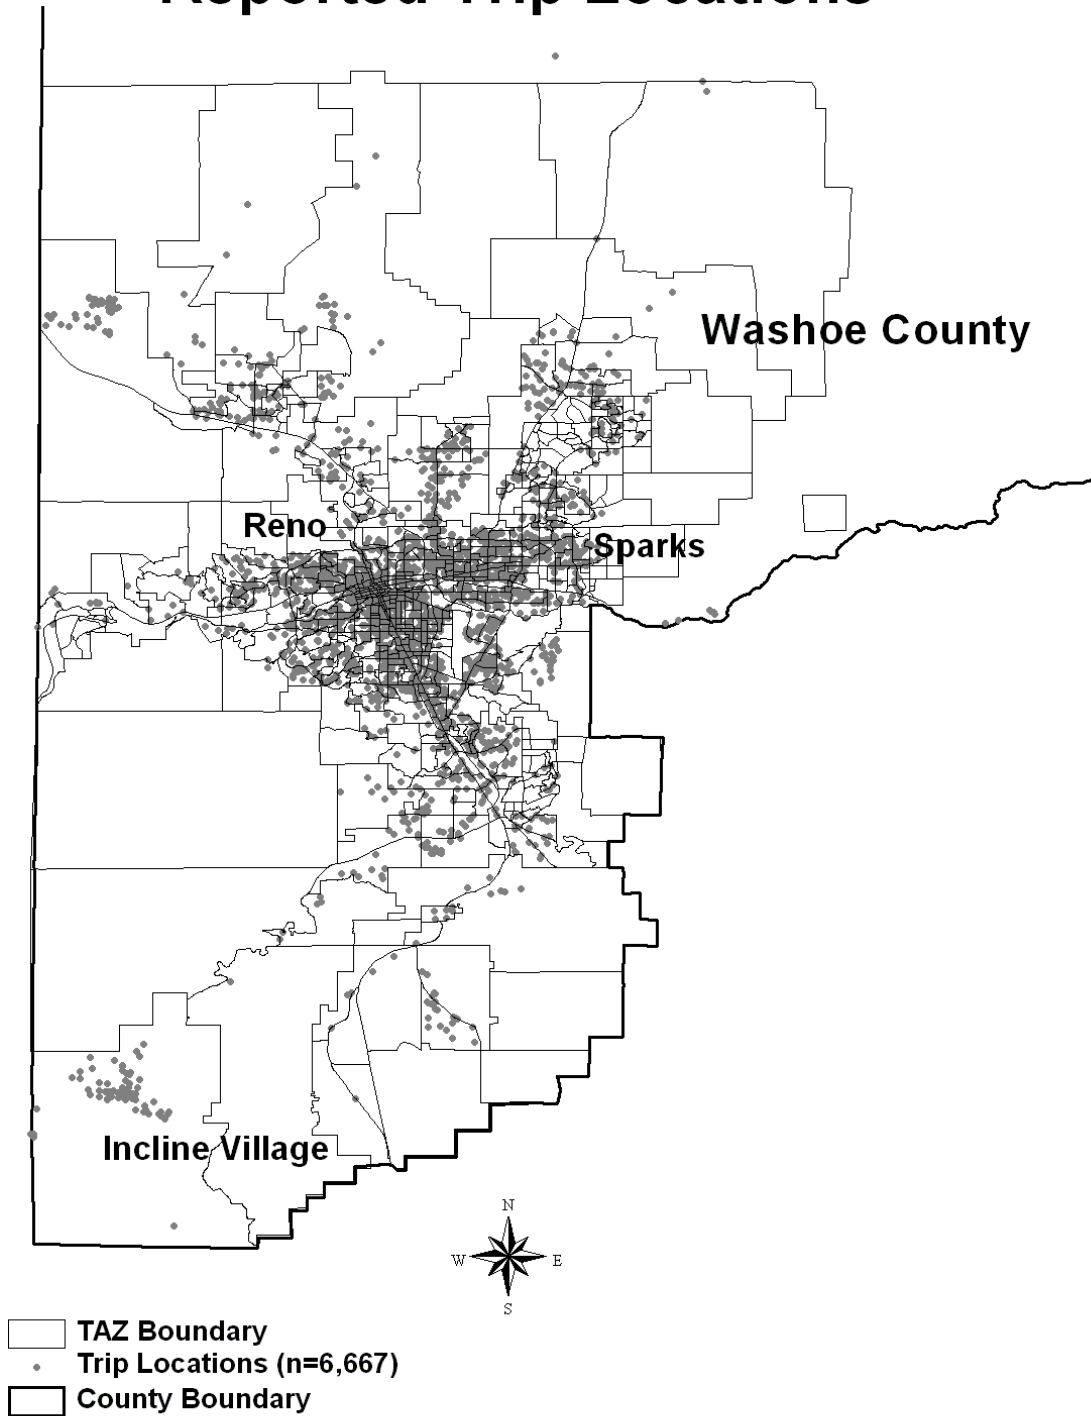 Reported Trip Locations
Washoe County
Reno
Sparks
Incline Village
N
W E
S
TAZ Boundary
Trip Locations (n=6,667)
County Boundary